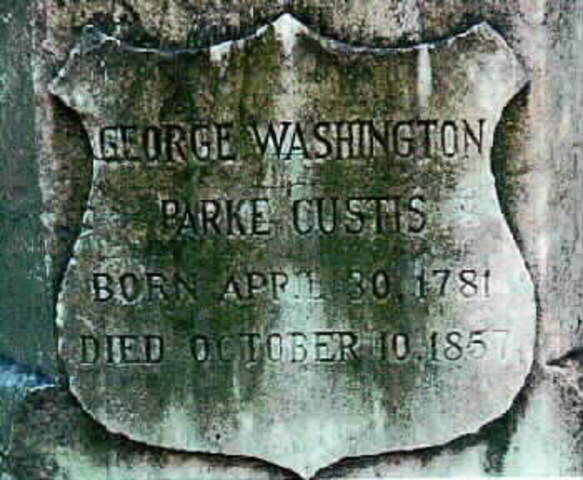 GEORGE WASHINGTON
PARKE CUSTIS
BORN APRIL 30, 1781
DIED OCTOBER 10, 1857